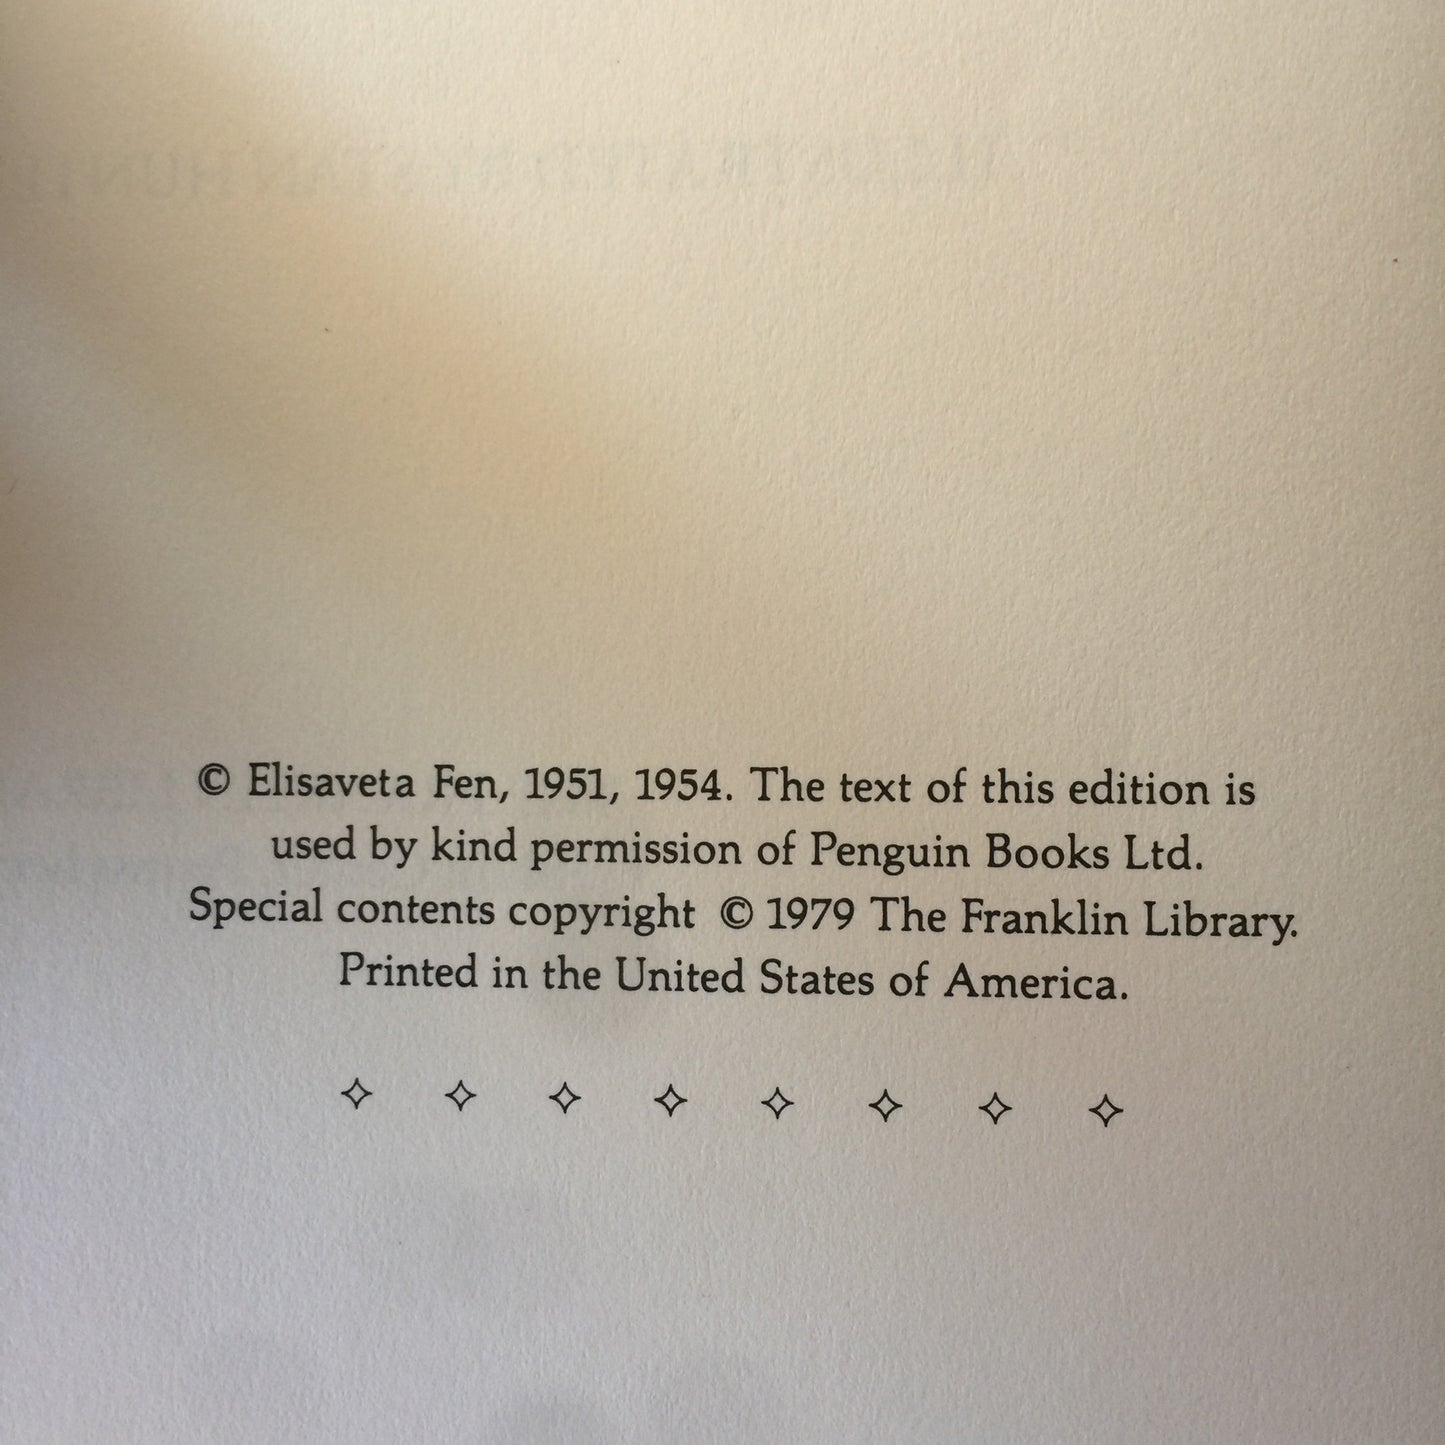 © Elisaveta Fen, 1951, 1954. The text of this edition is
used by kind permission of Penguin Books Ltd.
Special contents copyright © 1979 The Franklin Library.
Printed in the United States of America.